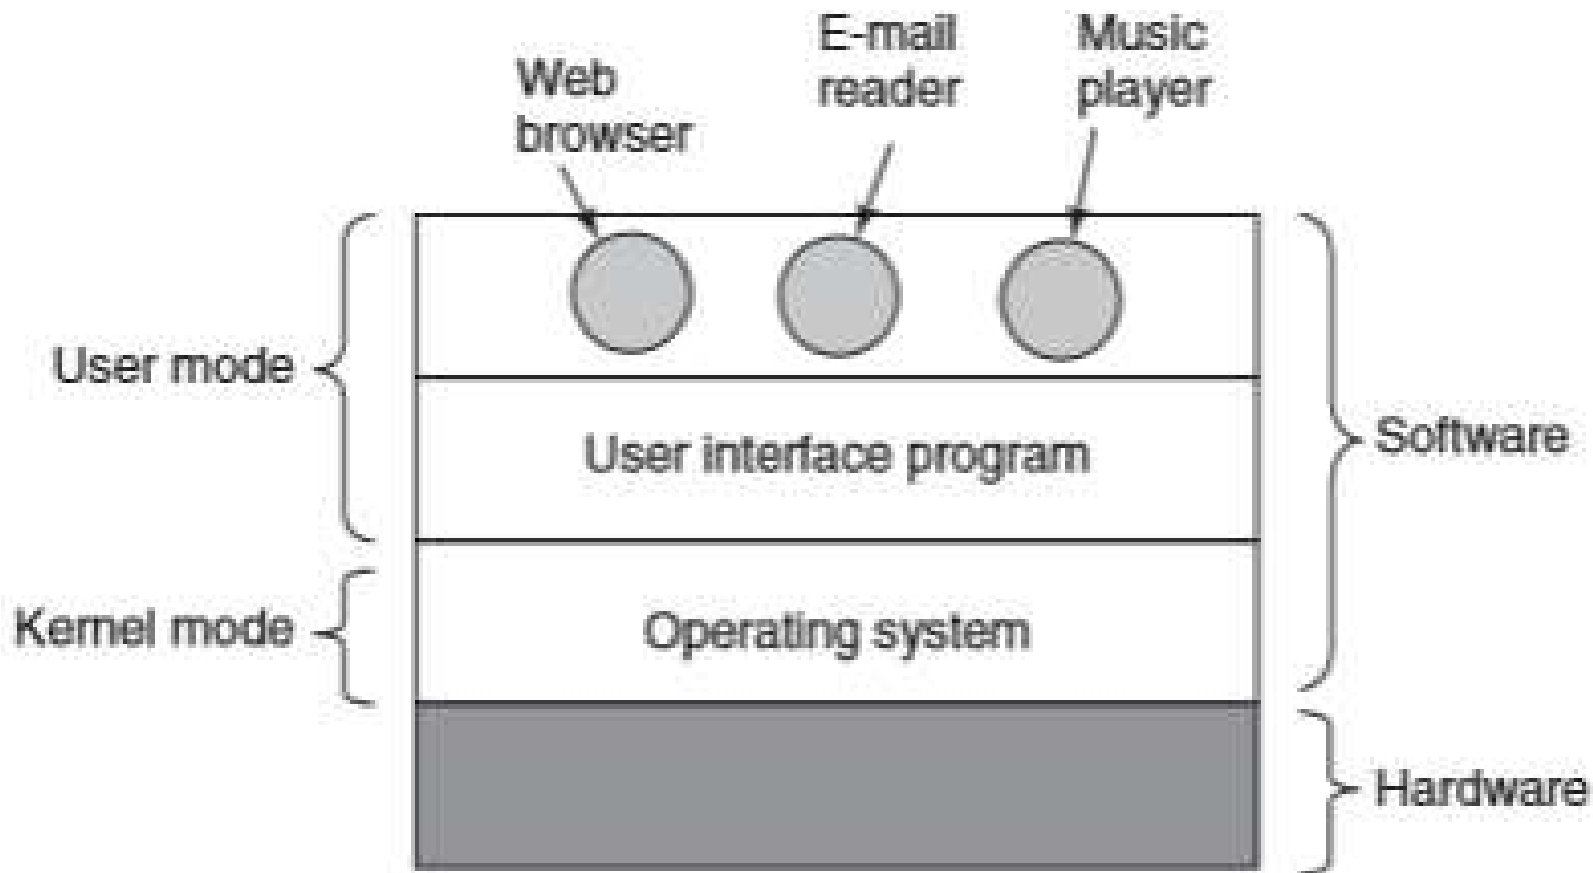 Web
browser
E-mail
reader
Music
player
User mode
User interface program
Software
Kernel mode
Operating system
Hardware